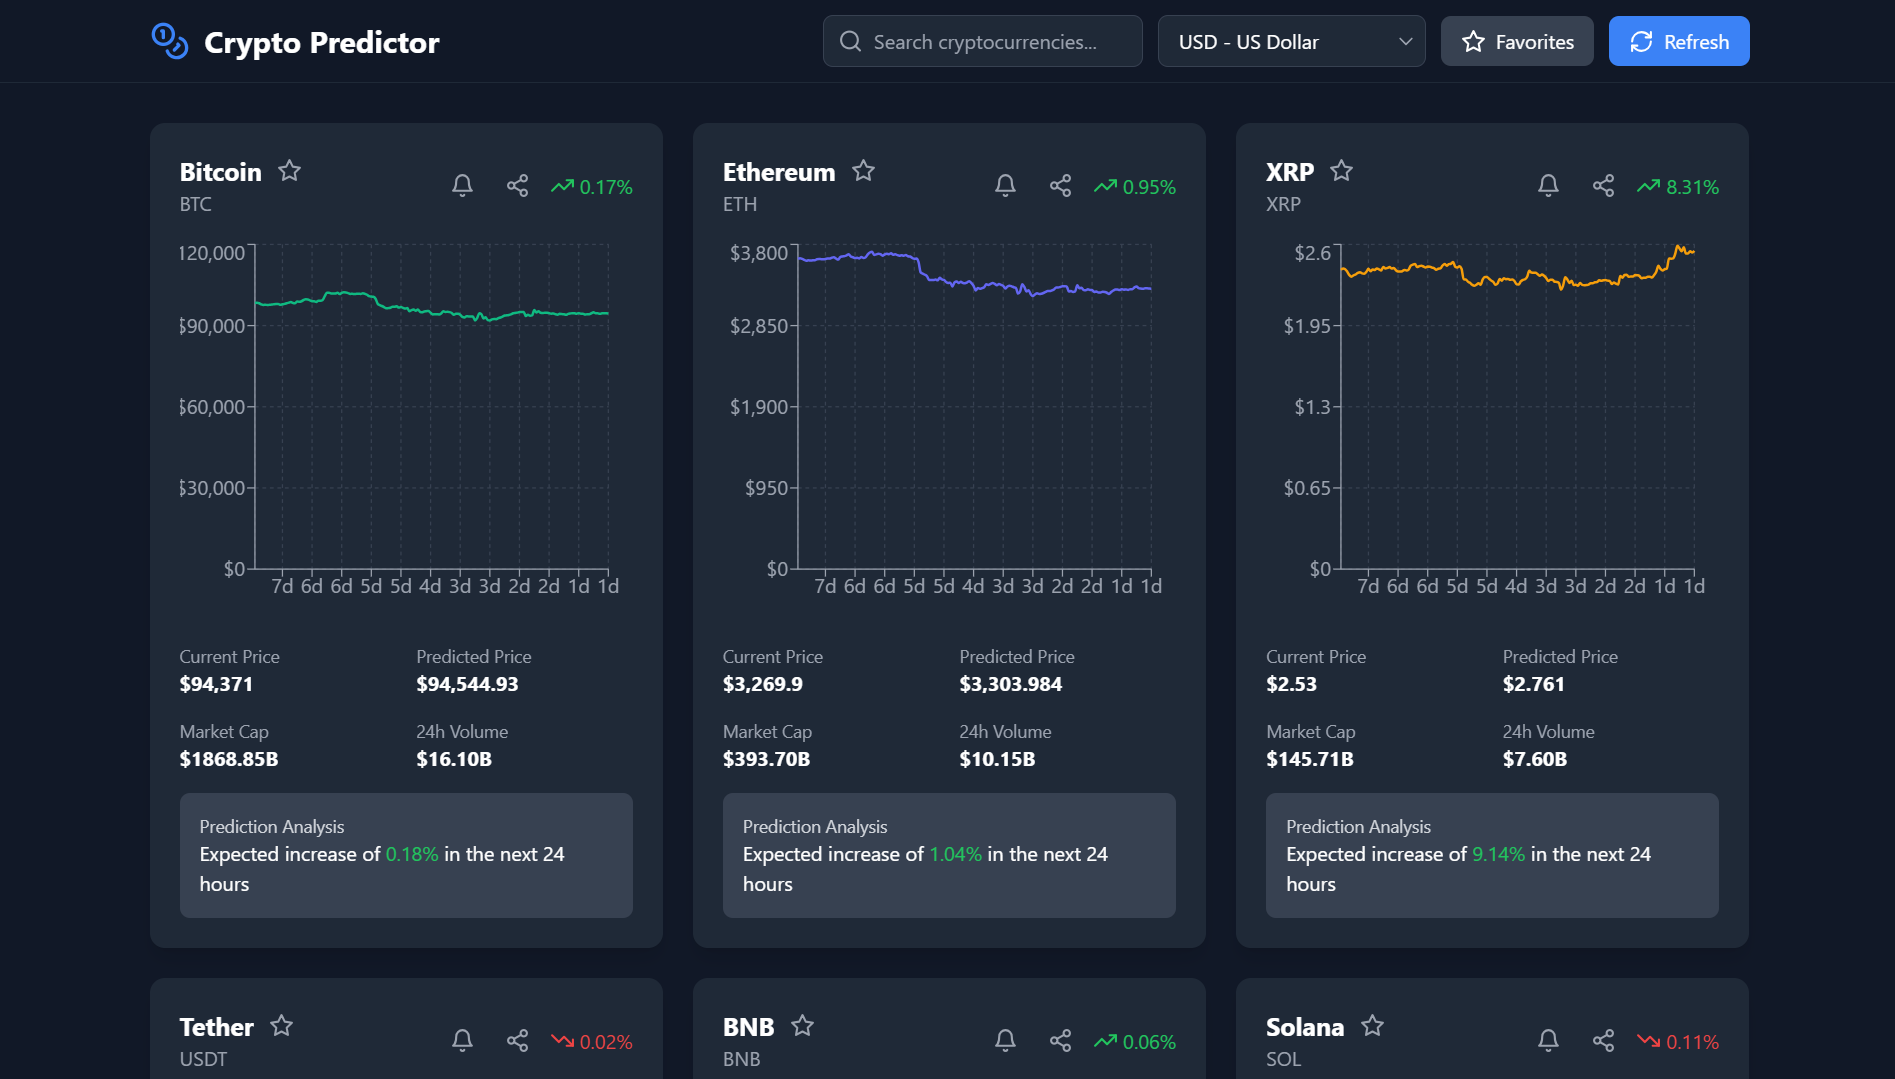 Crypto Predictor
Search cryptocurrencies...
USD - US Dollar
Favorites
Refresh
Bitcoin
BTC
0.17%
120,000
$90,000
$60,000
$30,000
$0
7d 6d 6d 5d 5d 4d 3d 3d 2d 2d 1d 1d
Current Price
$94,371
Predicted Price
$94,544.93
Market Cap
$1868.85B
24h Volume
$16.10B
Prediction Analysis
Expected increase of 0.18% in the next 24
hours
Ethereum
ETH
0.95%
$3,800
$2,850
$1,900
$950
$0
7d 6d 6d 5d 5d 4d 3d 3d 2d 2d 1d 1d
Current Price
$3,269.9
Predicted Price
$3,303.984
Market Cap
$393.70B
24h Volume
$10.15B
Prediction Analysis
Expected increase of 1.04% in the next 24
hours
XRP
XRP
8.31%
$2.6
$1.95
$1.3
$0.65
$0
7d 6d 6d 5d 5d 4d 3d 3d 2d 2d 1d 1d
Current Price
$2.53
Predicted Price
$2.761
Market Cap
$145.71B
24h Volume
$7.60B
Prediction Analysis
Expected increase of 9.14% in the next 24
hours
Tether
USDT
0.02%
BNB
BNB
0.06%
Solana
SOL
0.11%